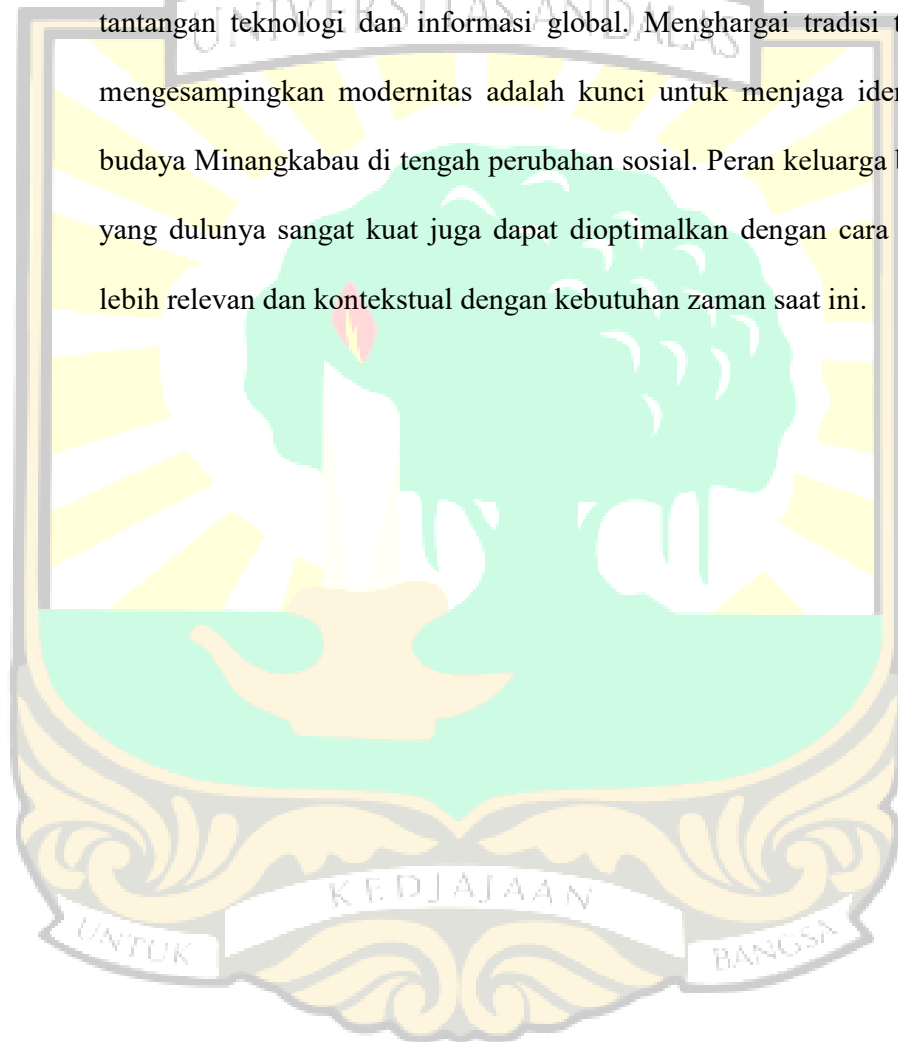 UNIVERSITAS ANDALAS
tantangan teknologi dan informasi global. Menghargai tradisi
mengesampingkan modernitas adalah kunci untuk menjaga
budaya Minangkabau di tengah perubahan sosial. Peran keluarga
yang dulunya sangat kuat juga dapat dioptimalkan dengan cara
lebih relevan dan kontekstual dengan kebutuhan zaman saat ini.
KEDJAJAAN
UNTUK
BANGSA